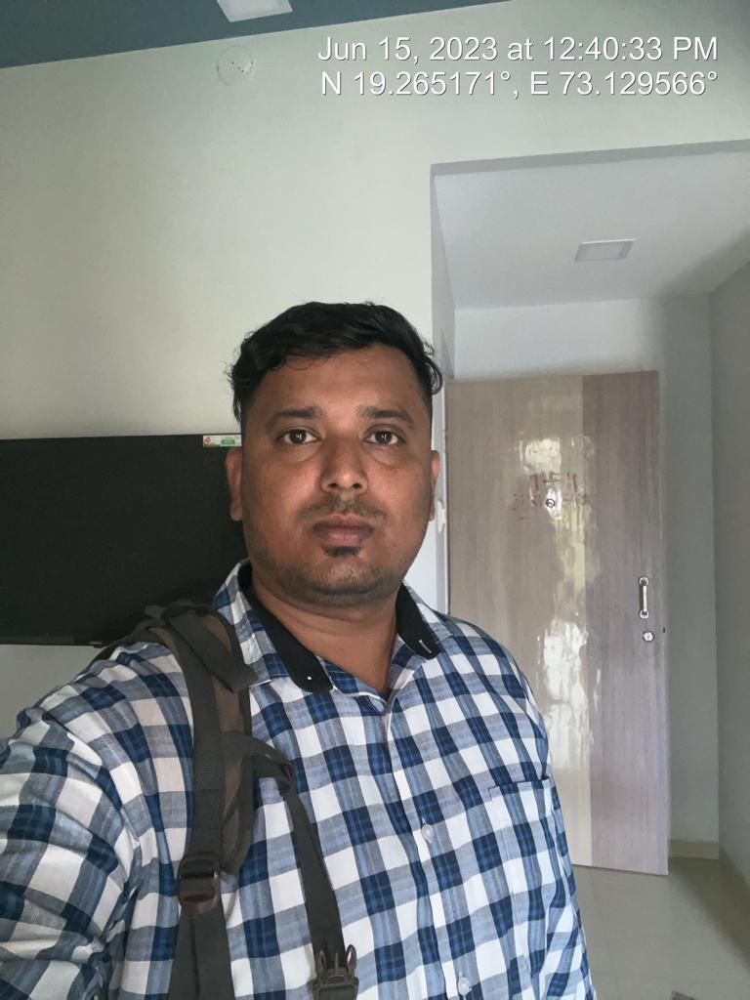 Jun 15, 2023 at 12:40:33 PM
N 19.265171°, E 73.129566°